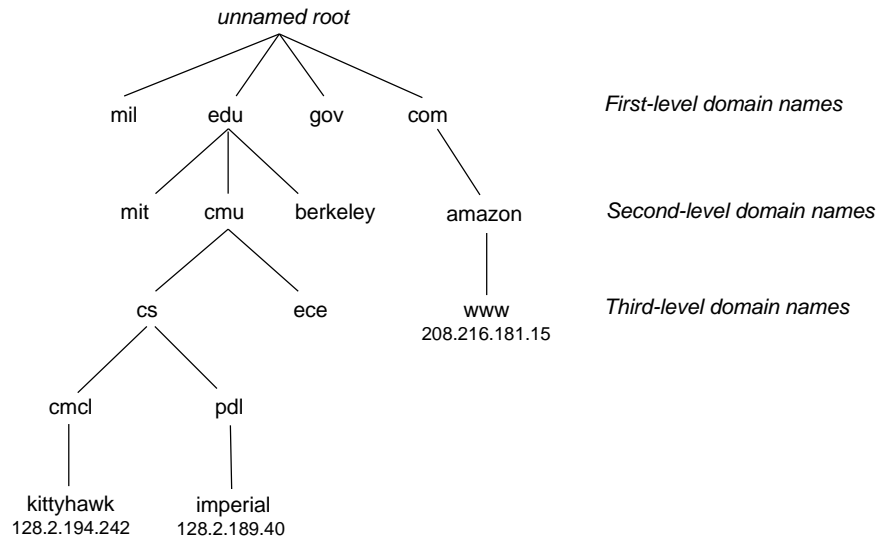 unnamed root
mil edu gov com First-level domain names
mit cmu berkeley amazon Second-level domain names
cs ece www Third-level domain names
208.216.181.15
cmcl pdl
kittyhawk imperial
128.2.194.242 128.2.189.40